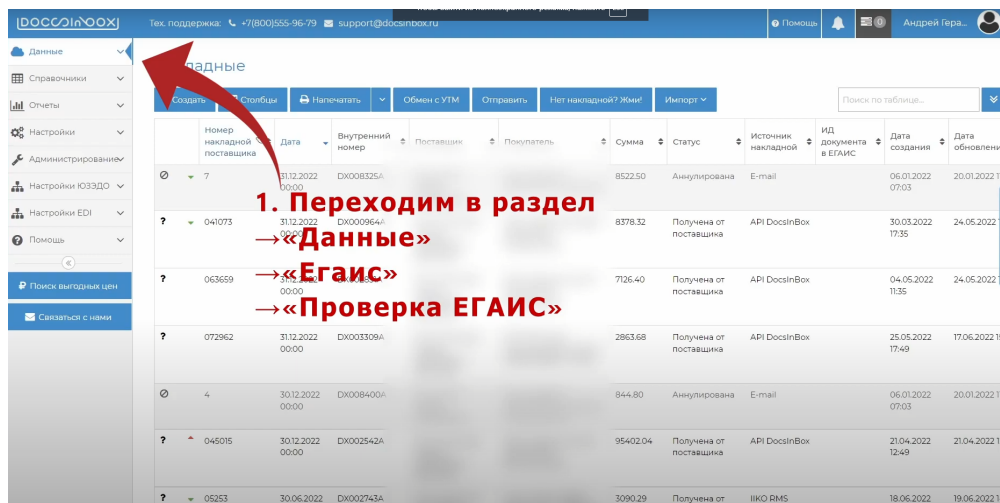 DOCSINBOX
Тех. поддержка: +7(800)555-96-79 support@docsinbox.ru
Помощь
0
Андрей Гера...
Данные
Справочники
Отчеты
Настройки
Администрирование
Настройки ЮЗЭДО
Настройки EDI
Помощь
Поиск выгодных цен
Связаться с нами
Создать Столбцы Напечатать Обмен с УТМ Отправить Нет накладной? Жми! Импорт Поиск по таблице...
Номер накладной поставщика Дата Внутренний номер Поставщик Покупатель Сумма Статус Источник накладной ИД документа в ЕГАИС Дата создания Дата
7 31.12.2022 00:00 DX008325A 8522.50 Аннулирована E-mail 06.01.2022 07:03 20.01.2022
? 041073 31.12.2022 DX000964A 8378.32 Получена от поставщика API DocsInBox 30.03.2022 17:35 24.05.2022
? 063659 00:00 7126.40 Получена от поставщика API DocsInBox 04.05.2022 11:35 24.05.2022
? 072962 31.12.2022 00:00 DX003309A 2863.68 Получена от поставщика API DocsInBox 25.05.2022 17:49 17.06.2022
4 30.12.2022 00:00 DX008400A 844.80 Аннулирована E-mail 06.01.2022 07:03 20.01.2022
? 045015 30.12.2022 00:00 DX002542A 95402.04 Получена от поставщика API DocsInBox 21.04.2022 12:49 21.04.2022
? 05253 30.06.2022 DX002743A 3090.29 Получена от IIKO RMS 18.06.2022 19.06.2022
1. Переходим в раздел
→«Данные»
→«Егаис»
→«Проверка ЕГАИС»